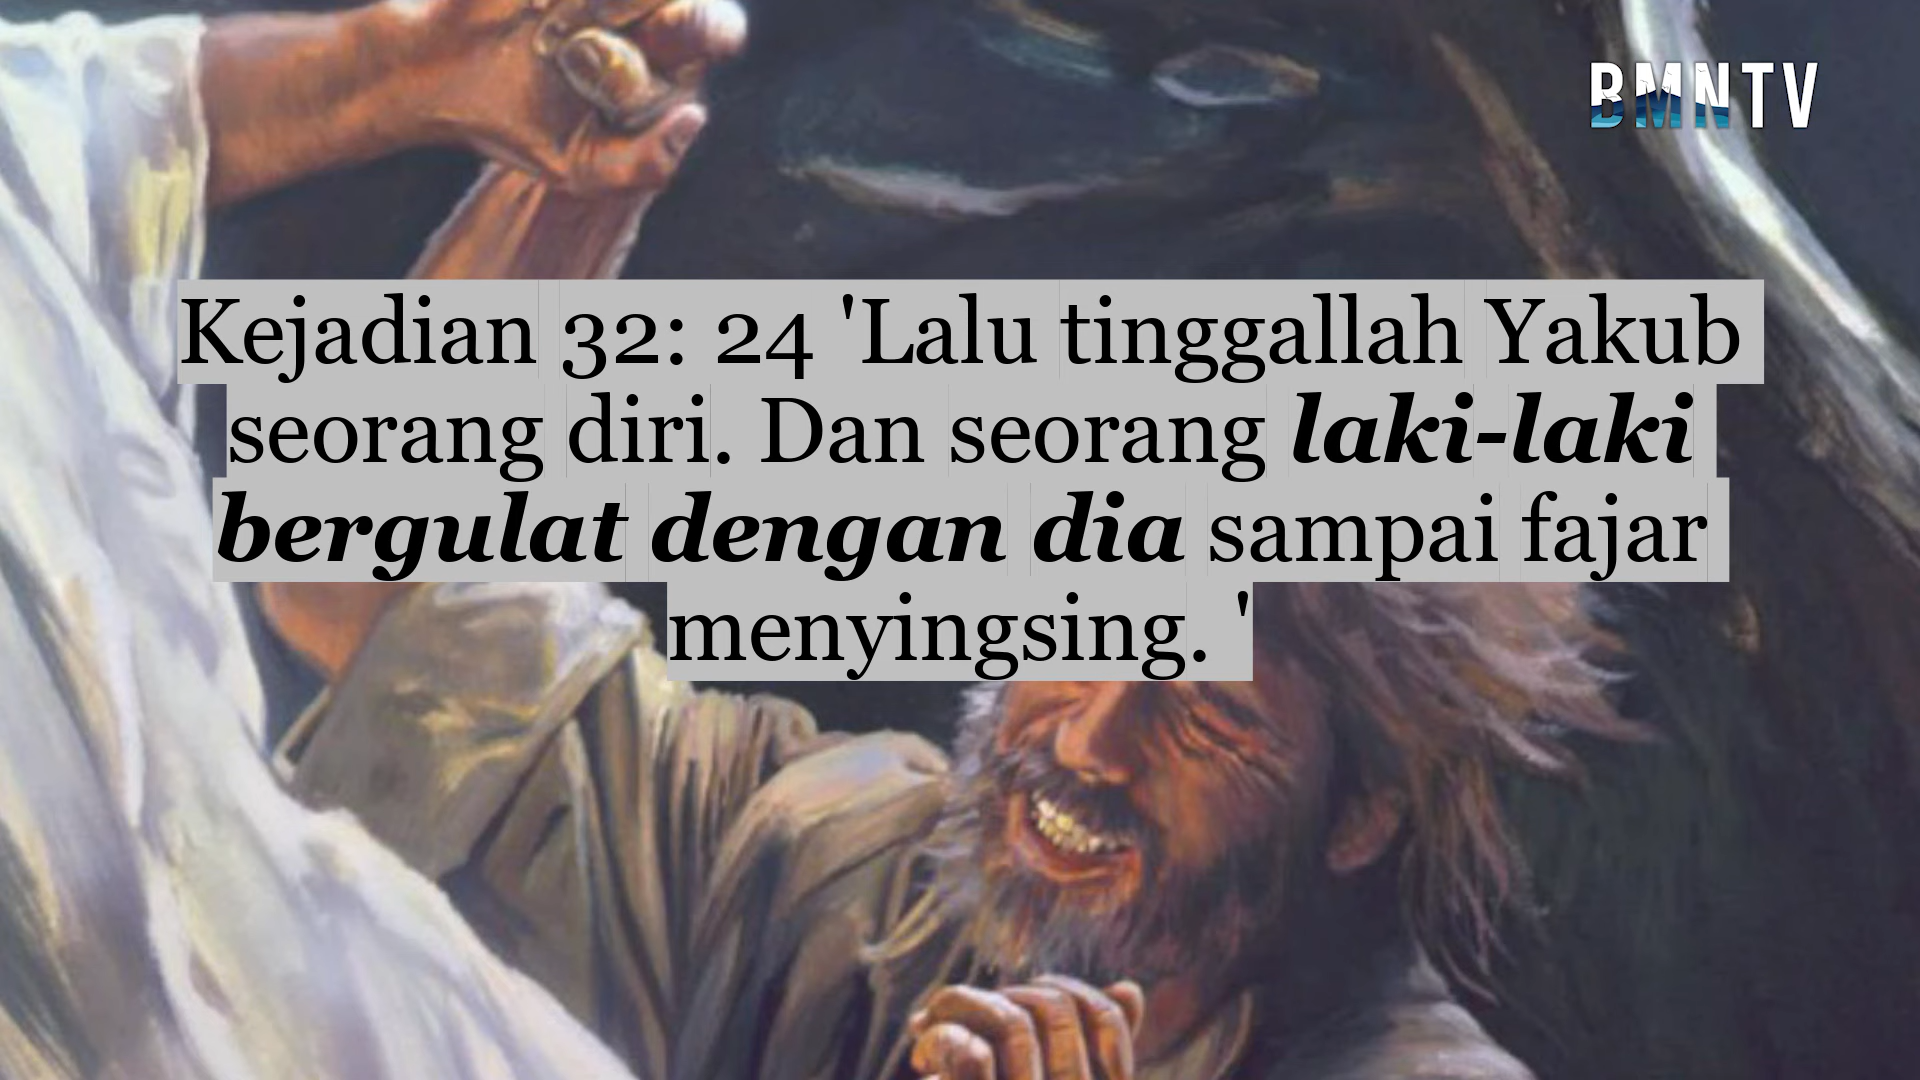 BMNTV
Kejadian 32: 24 'Lalu tinggallah Yakub
seorang diri. Dan seorang laki-laki
bergulat dengan dia sampai fajar
menyingsing. '